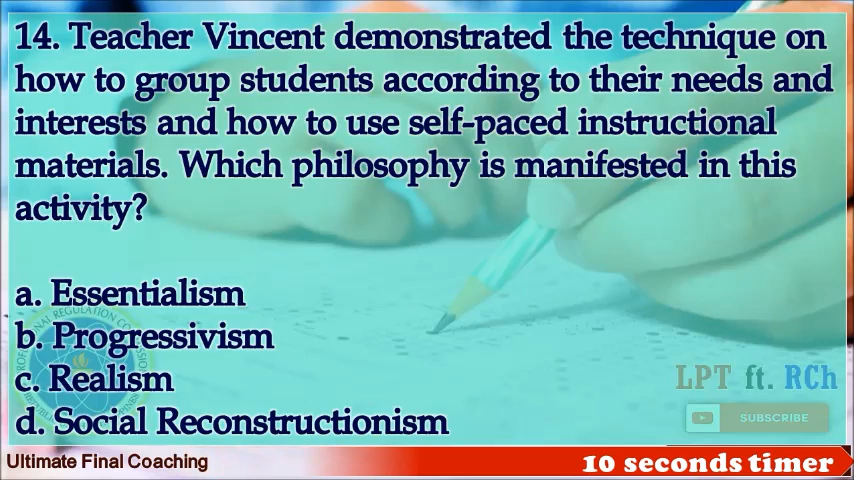 14. Teacher Vincent demonstrated the technique on
how to group students according to their needs and
interests and how to use self-paced instructional
materials. Which philosophy is manifested in this
activity?
a. Essentialism
b. Progressivism
c. Realism
d. Social Reconstructionism
LPT ft. RCh
SUBSCRIBE
Ultimate Final Coaching
10 seconds timer